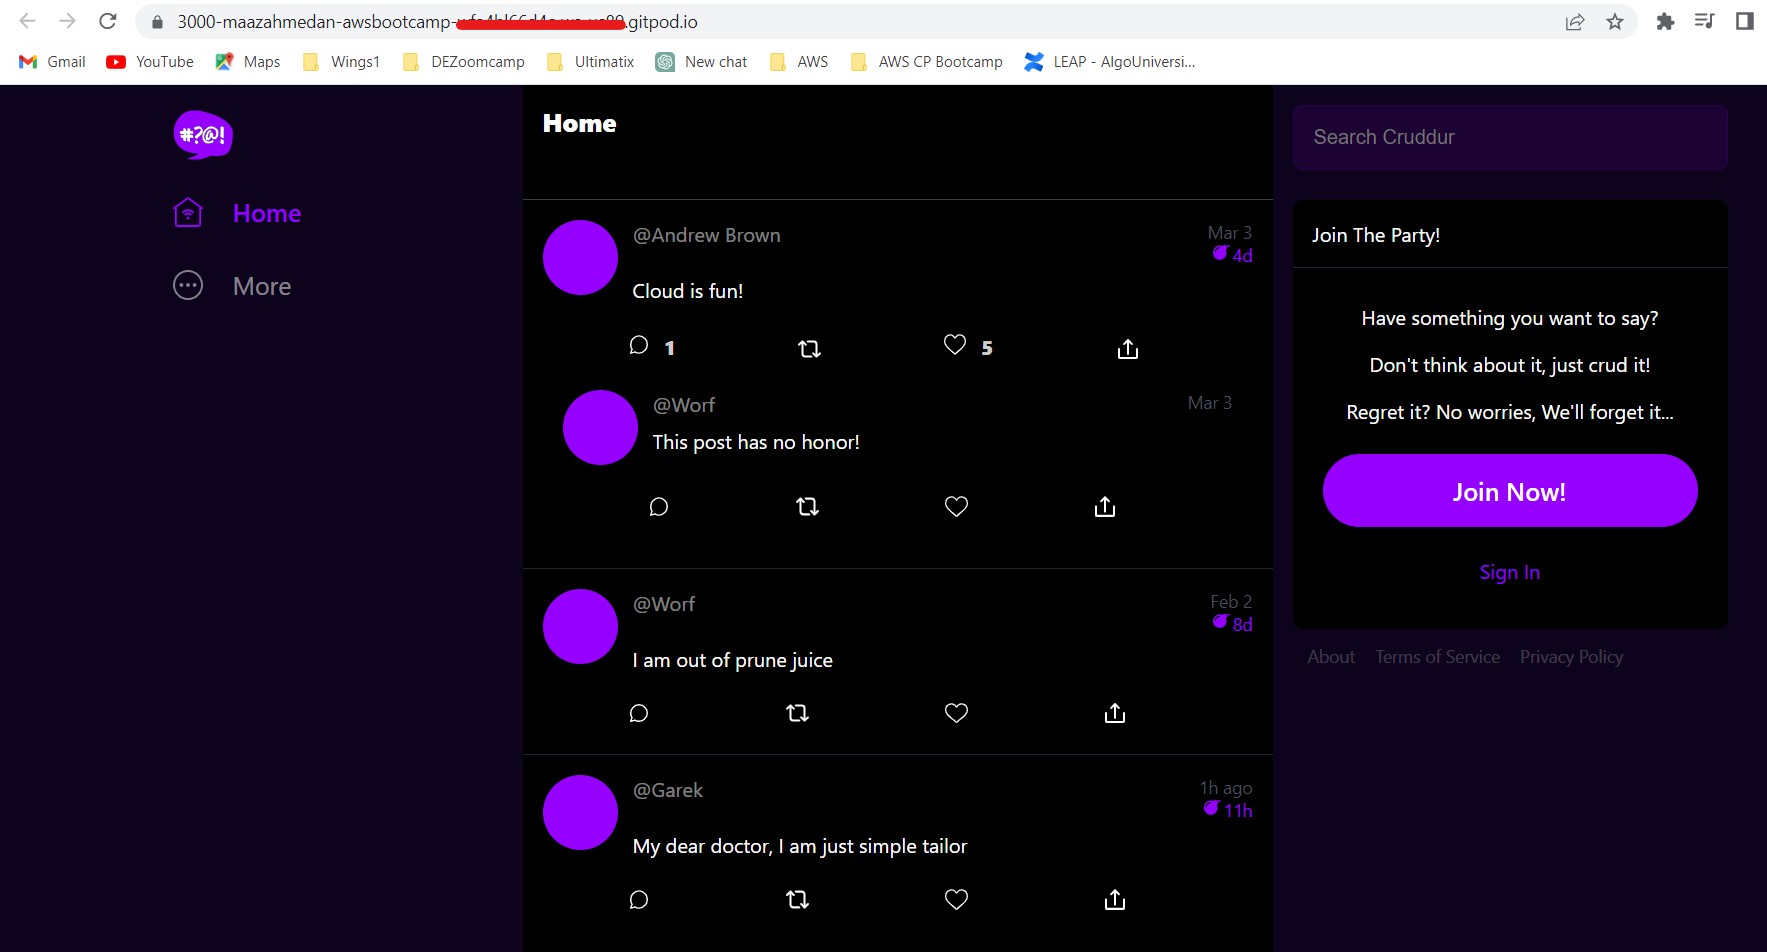 3000-maazahmedan-awsbootcamp-
.gitpod.io
Gmail YouTube Maps Wings1 DEZoomcamp Ultimatix New chat AWS AWS CP Bootcamp LEAP - AlgoUniversi...
#?@!
Home
More
Home
@Andrew Brown Mar 3
4d
Cloud is fun!
1 5
@Worf Mar 3
This post has no honor!
@Worf Feb 2
8d
I am out of prune juice
@Garek 1h ago
11h
My dear doctor, I am just simple tailor
Search Cruddur
Join The Party!
Have something you want to say?
Don't think about it, just crud it!
Regret it? No worries, We'll forget it...
Join Now!
Sign In
About Terms of Service Privacy Policy